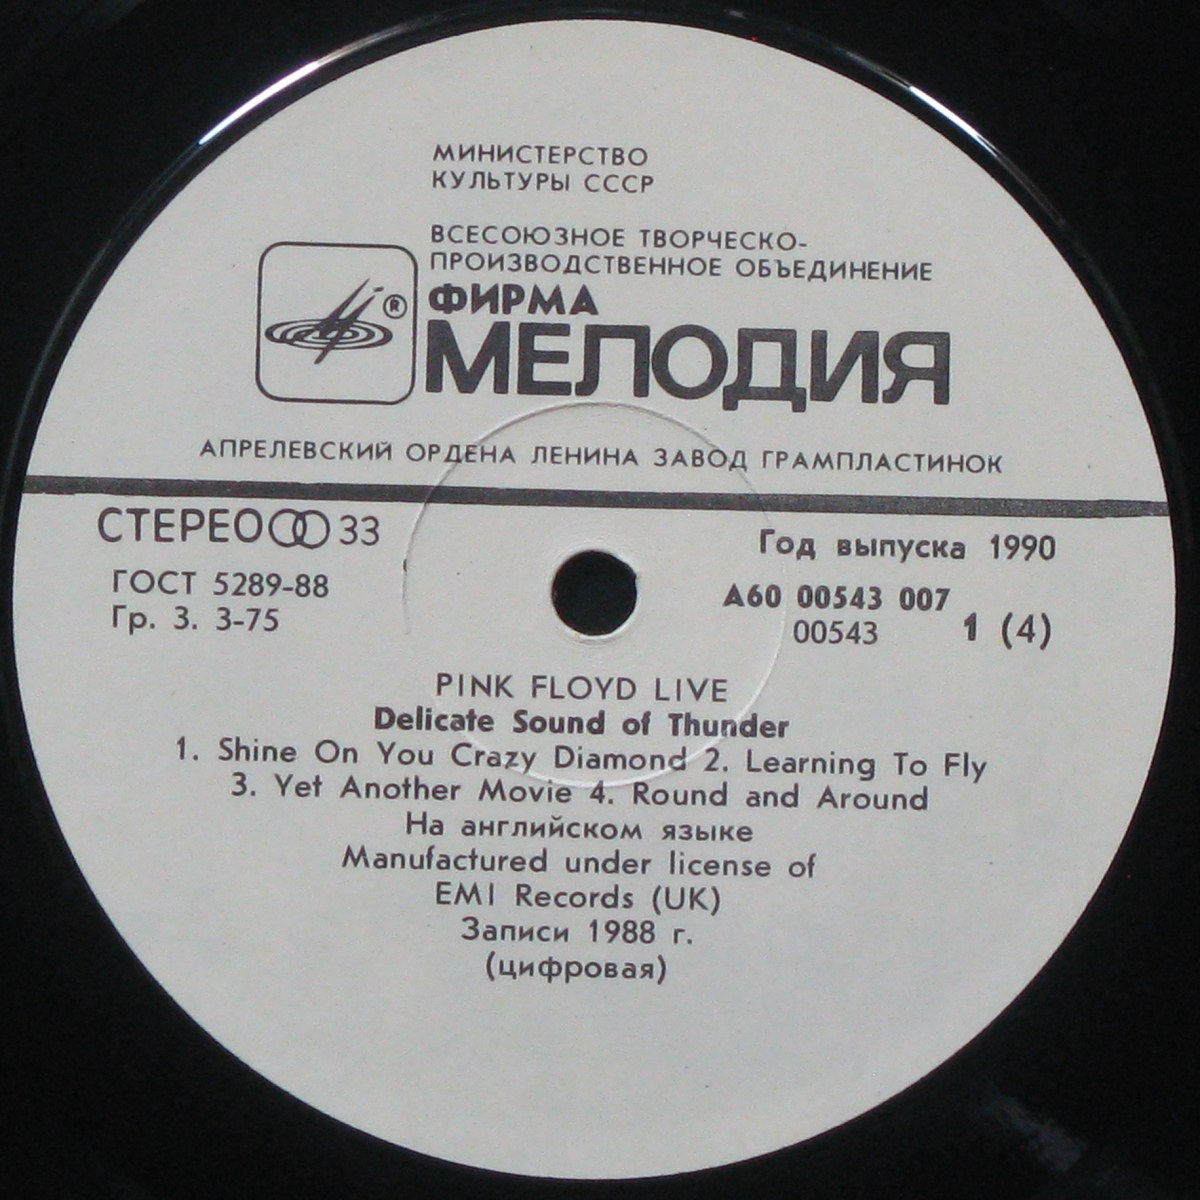 МИНИСТЕРСТВО
КУЛЬТУРЫ СССР
ВСЕСОЮЗНОЕ ТВОРЧЕСКО-
ПРОИЗВОДСТВЕННОЕ ОБЪЕДИНЕНИЕ
®
ФИРМА
МЕЛОДИЯ
АПРЕЛЕВСКИЙ ОРДЕНА ЛЕНИНА ЗАВОД ГРАМПЛАСТИНОК
СТЕРЕО 33
ГОСТ 5289-88
Гр. 3. 3-75
Год выпуска 1990
А60 00543 007
00543 1 (4)
PINK FLOYD LIVE
Delicate Sound of Thunder
1. Shine On You Crazy Diamond 2. Learning To Fly
3. Yet Another Movie 4. Round and Around
На английском языке
Manufactured under license of
EMI Records (UK)
Записи 1988 г.
(цифровая)